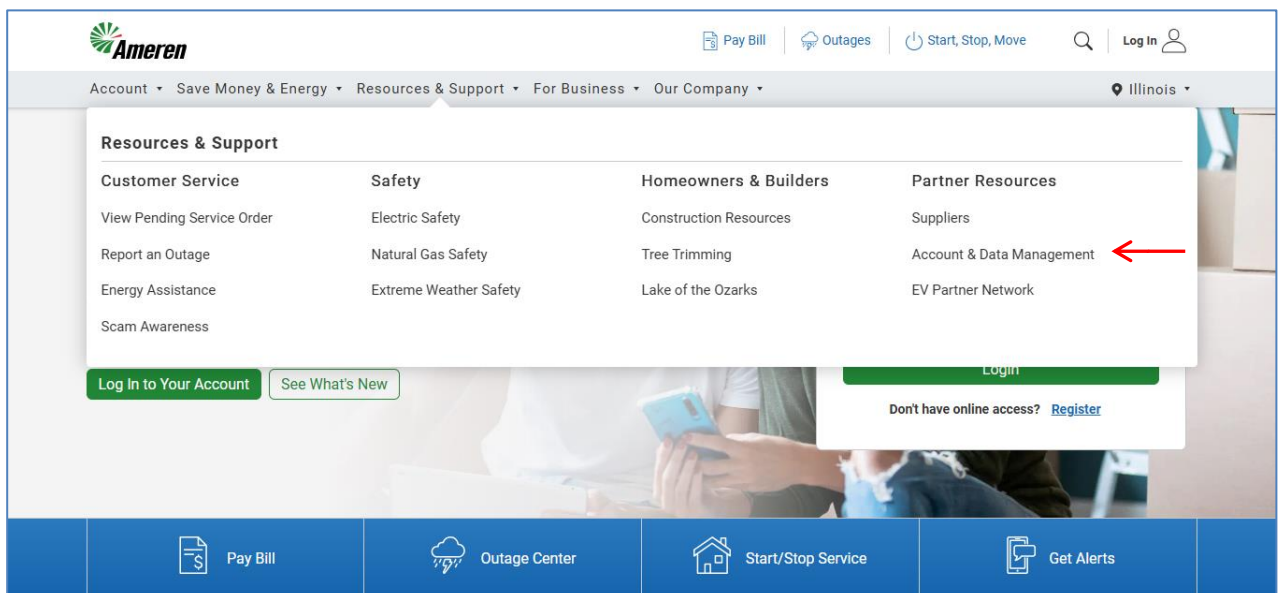 Ameren
Pay Bill
Outages
Start, Stop, Move
Log In
Account
Save Money & Energy
Resources & Support
For Business
Our Company
Illinois
Resources & Support
Customer Service
View Pending Service Order
Report an Outage
Energy Assistance
Scam Awareness
Safety
Electric Safety
Natural Gas Safety
Extreme Weather Safety
Homeowners & Builders
Construction Resources
Tree Trimming
Lake of the Ozarks
Partner Resources
Suppliers
Account & Data Management
EV Partner Network
Log In to Your Account
See What's New
Login
Don't have online access? Register
Pay Bill
Outage Center
Start/Stop Service
Get Alerts